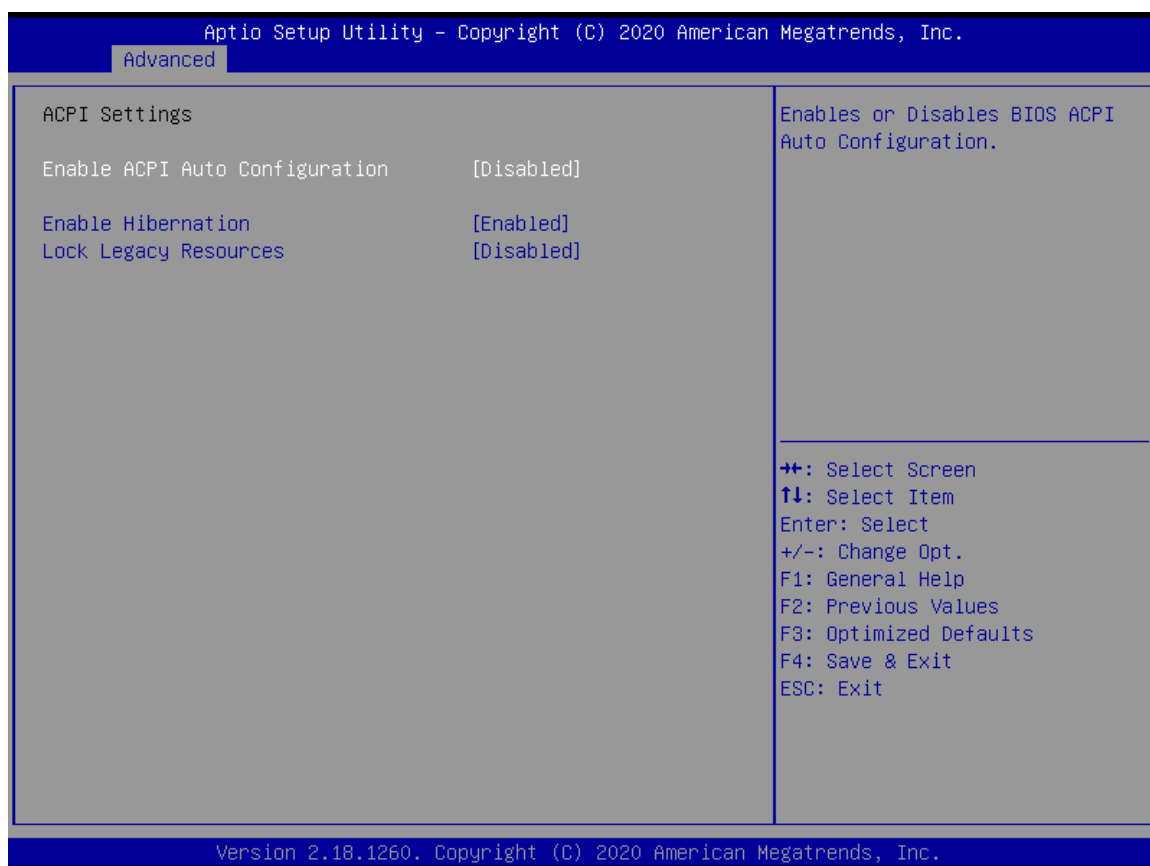 Aptio Setup Utility – Copyright (C) 2020 American Megatrends, Inc.
Advanced
ACPI Settings
Enable ACPI Auto Configuration [Disabled]
Enable Hibernation [Enabled]
Lock Legacy Resources [Disabled]
Enables or Disables BIOS ACPI
Auto Configuration.
→←: Select Screen
↑↓: Select Item
Enter: Select
+/-: Change Opt.
F1: General Help
F2: Previous Values
F3: Optimized Defaults
F4: Save & Exit
ESC: Exit
Version 2.18.1260. Copyright (C) 2020 American Megatrends, Inc.